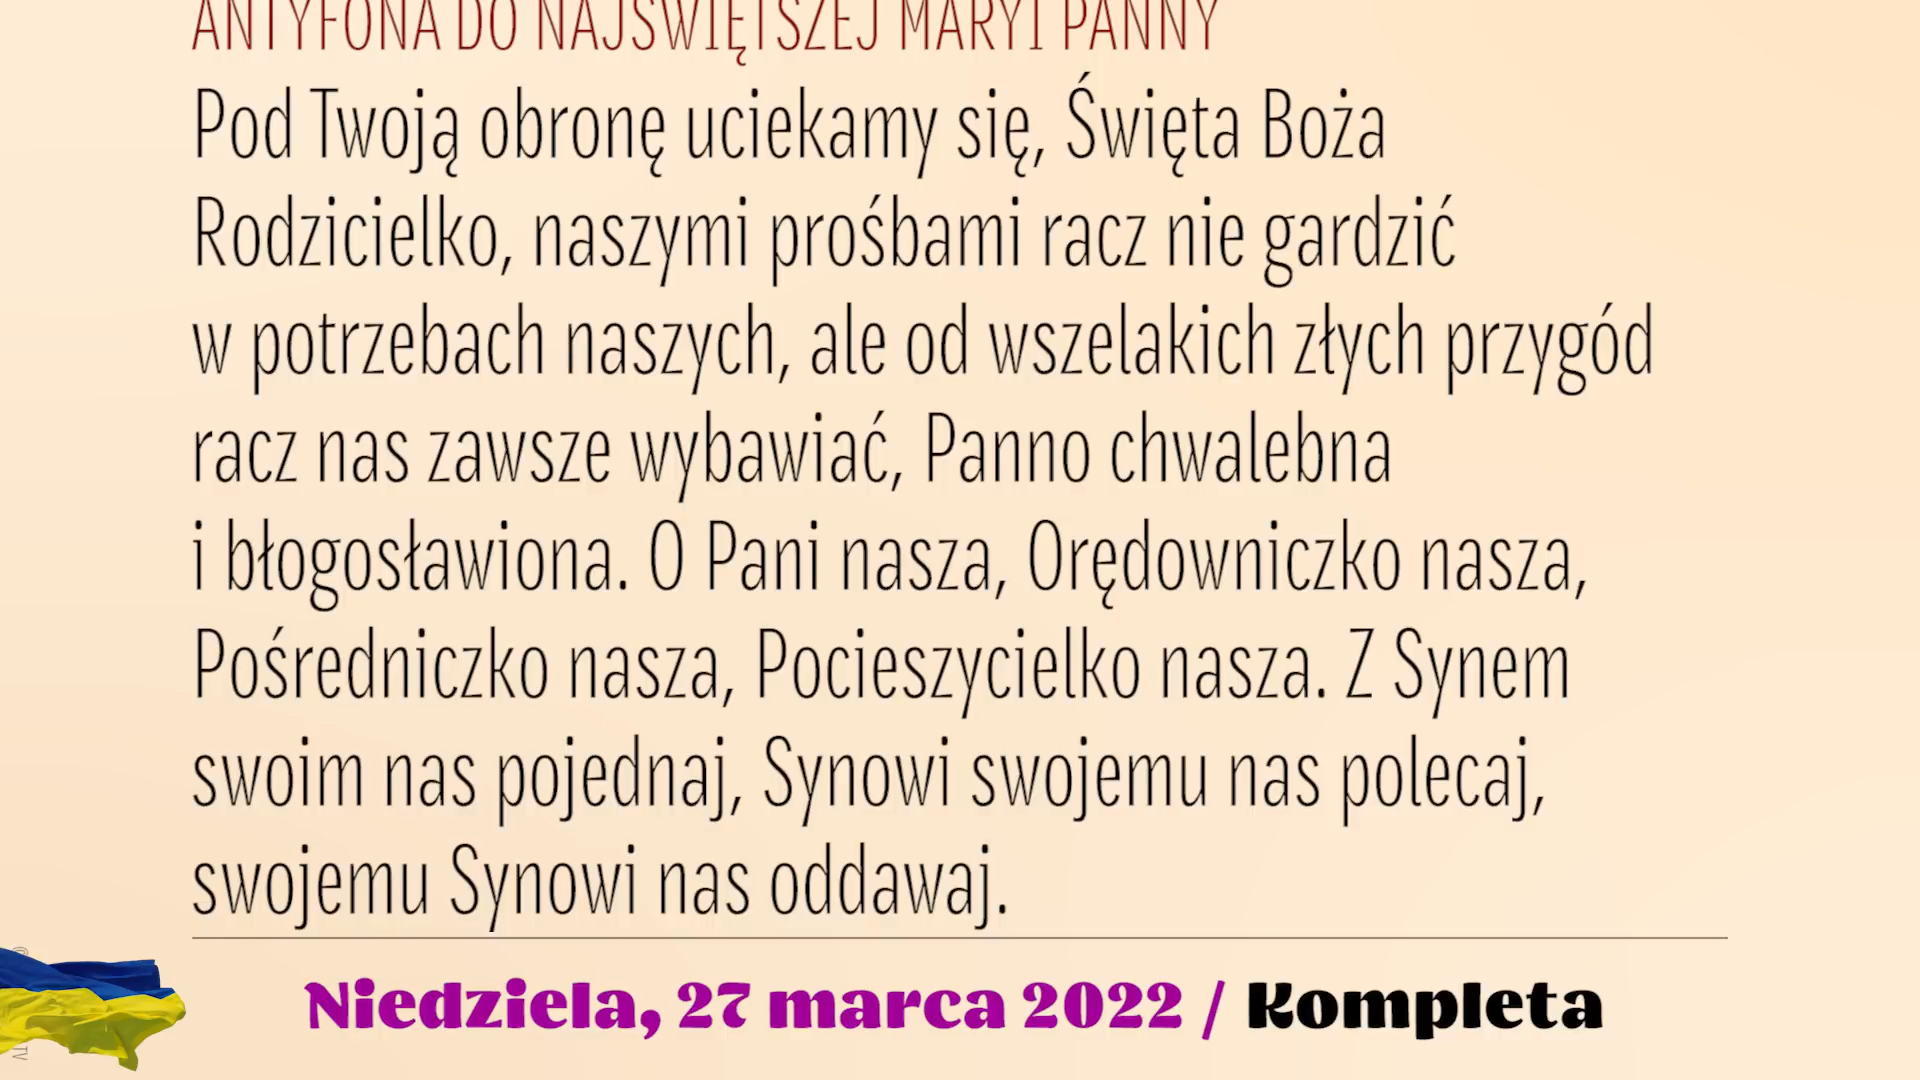 ANTYFONA DO NAJŚWIĘTSZEJ MARYI PANNY
Pod Twoją obronę uciekamy się, Święta Boża
Rodzicielko, naszymi prośbami racz nie gardzić
w potrzebach naszych, ale od wszelakich złych przygód
racz nas zawsze wybawiać, Panno chwalebna
i błogosławiona. O Pani nasza, Orędowniczko nasza,
Pośredniczko nasza, Pocieszycielko nasza. Z Synem
swoim nas pojednaj, Synowi swojemu nas polecaj,
swojemu Synowi nas oddawaj.
Niedziela, 27 marca 2022 / Kompleta